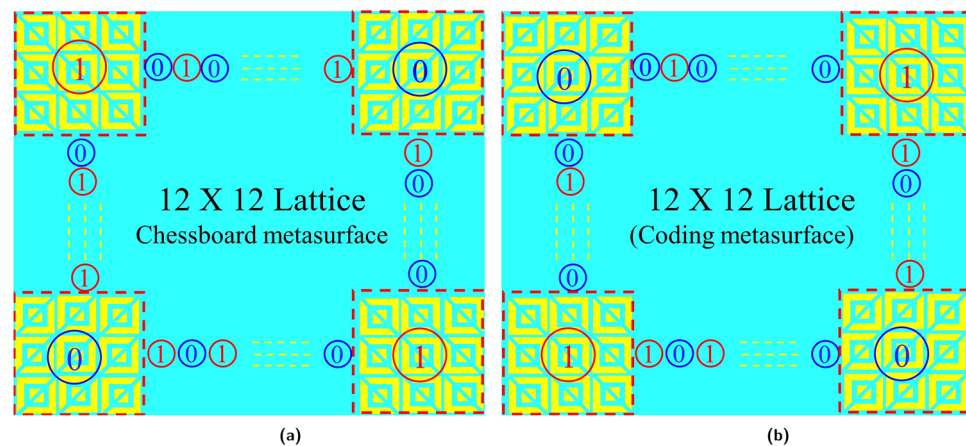 1 0 1 0 1 0
0 1
1 0
12 X 12 Lattice
Chessboard metasurface
1 0
0 1 0 1 0 1
(a)
0 0 1 0 0 1
0 1
1 0
12 X 12 Lattice
(Coding metasurface)
0 1
1 1 0 1 0 0
(b)